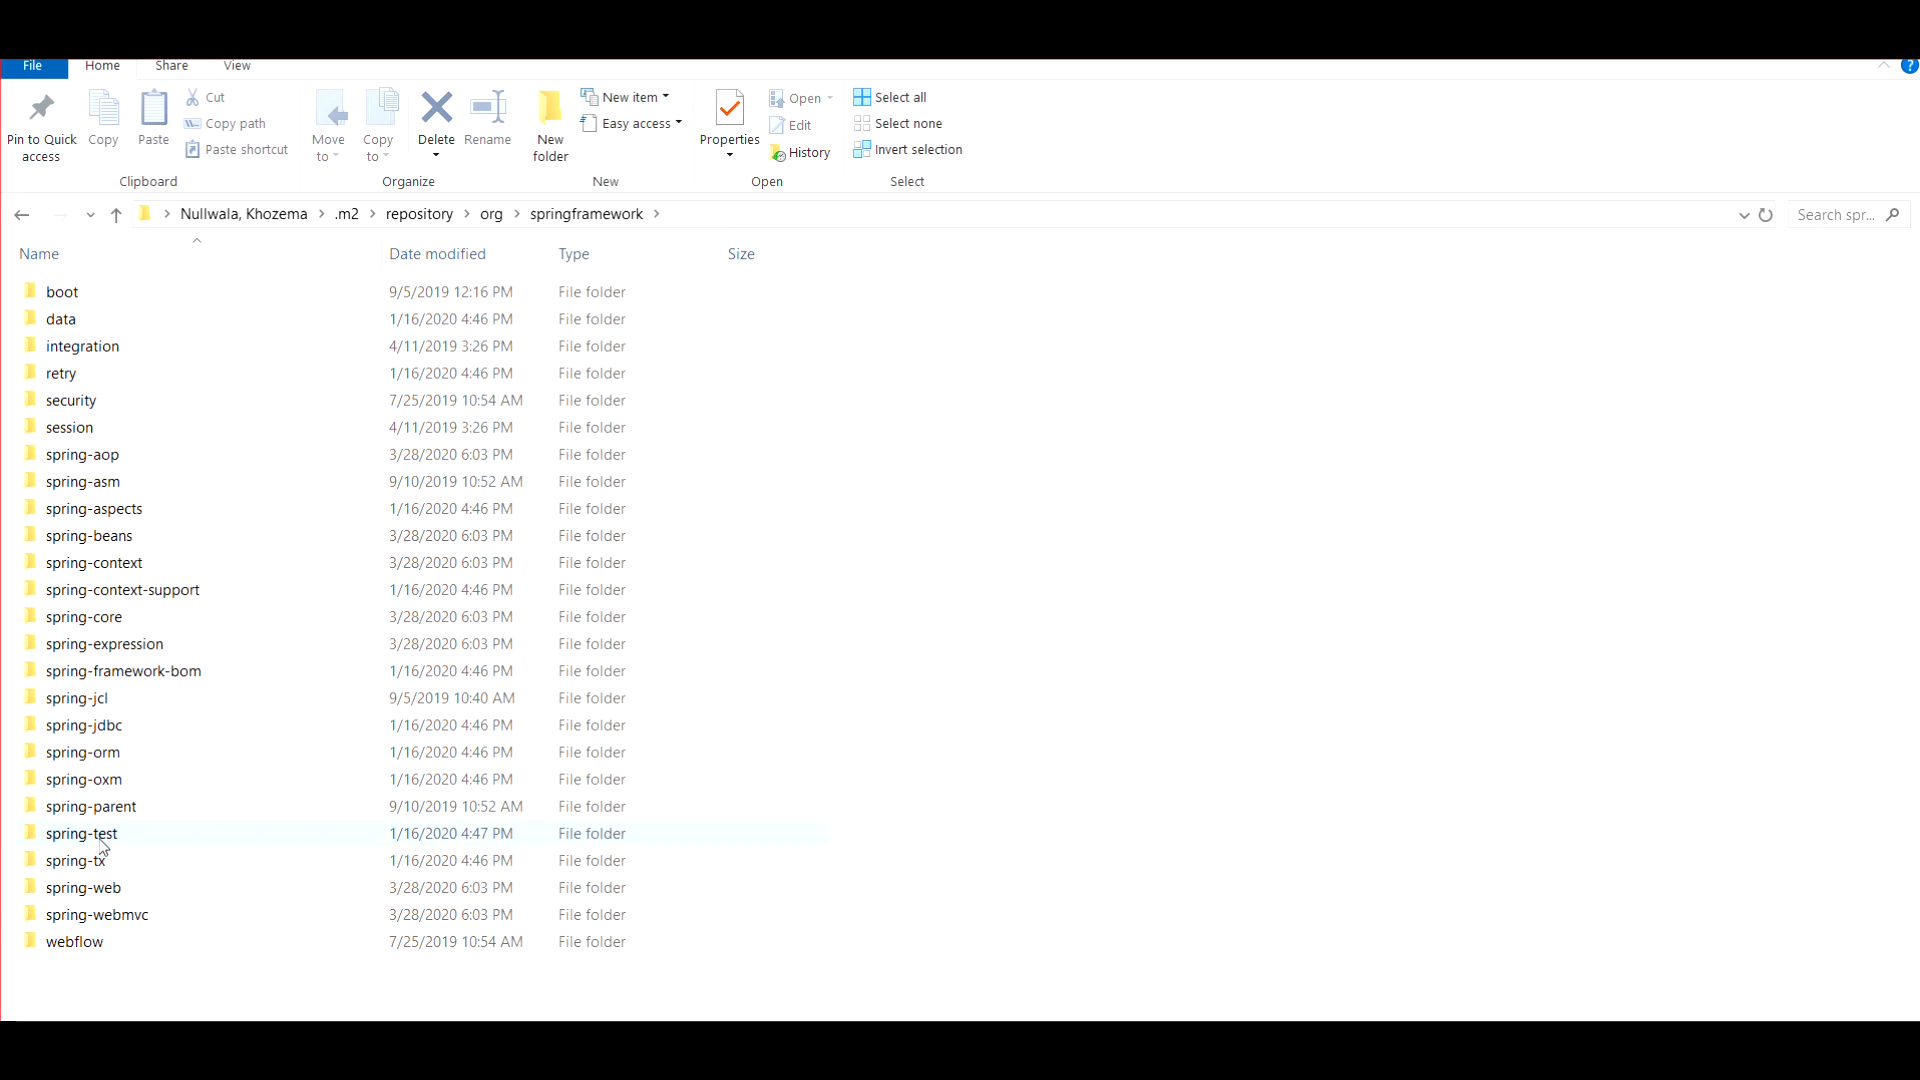 File Home Share View ?
Pin to Quick access
Copy
Paste
Cut
Copy path
Paste shortcut
Clipboard
Move to
Copy to
Delete
Rename
Organize
New folder
New item
Easy access
New
Properties
Open
Edit
History
Open
Select all
Select none
Invert selection
Select
Nullwala, Khozema > .m2 > repository > org > springframework >
Search spr...
Name Date modified Type Size
boot 9/5/2019 12:16 PM File folder
data 1/16/2020 4:46 PM File folder
integration 4/11/2019 3:26 PM File folder
retry 1/16/2020 4:46 PM File folder
security 7/25/2019 10:54 AM File folder
session 4/11/2019 3:26 PM File folder
spring-aop 3/28/2020 6:03 PM File folder
spring-asm 9/10/2019 10:52 AM File folder
spring-aspects 1/16/2020 4:46 PM File folder
spring-beans 3/28/2020 6:03 PM File folder
spring-context 3/28/2020 6:03 PM File folder
spring-context-support 1/16/2020 4:46 PM File folder
spring-core 3/28/2020 6:03 PM File folder
spring-expression 3/28/2020 6:03 PM File folder
spring-framework-bom 1/16/2020 4:46 PM File folder
spring-jcl 9/5/2019 10:40 AM File folder
spring-jdbc 1/16/2020 4:46 PM File folder
spring-orm 1/16/2020 4:46 PM File folder
spring-oxm 1/16/2020 4:46 PM File folder
spring-parent 9/10/2019 10:52 AM File folder
spring-test 1/16/2020 4:47 PM File folder
spring-tx 1/16/2020 4:46 PM File folder
spring-web 3/28/2020 6:03 PM File folder
spring-webmvc 3/28/2020 6:03 PM File folder
webflow 7/25/2019 10:54 AM File folder